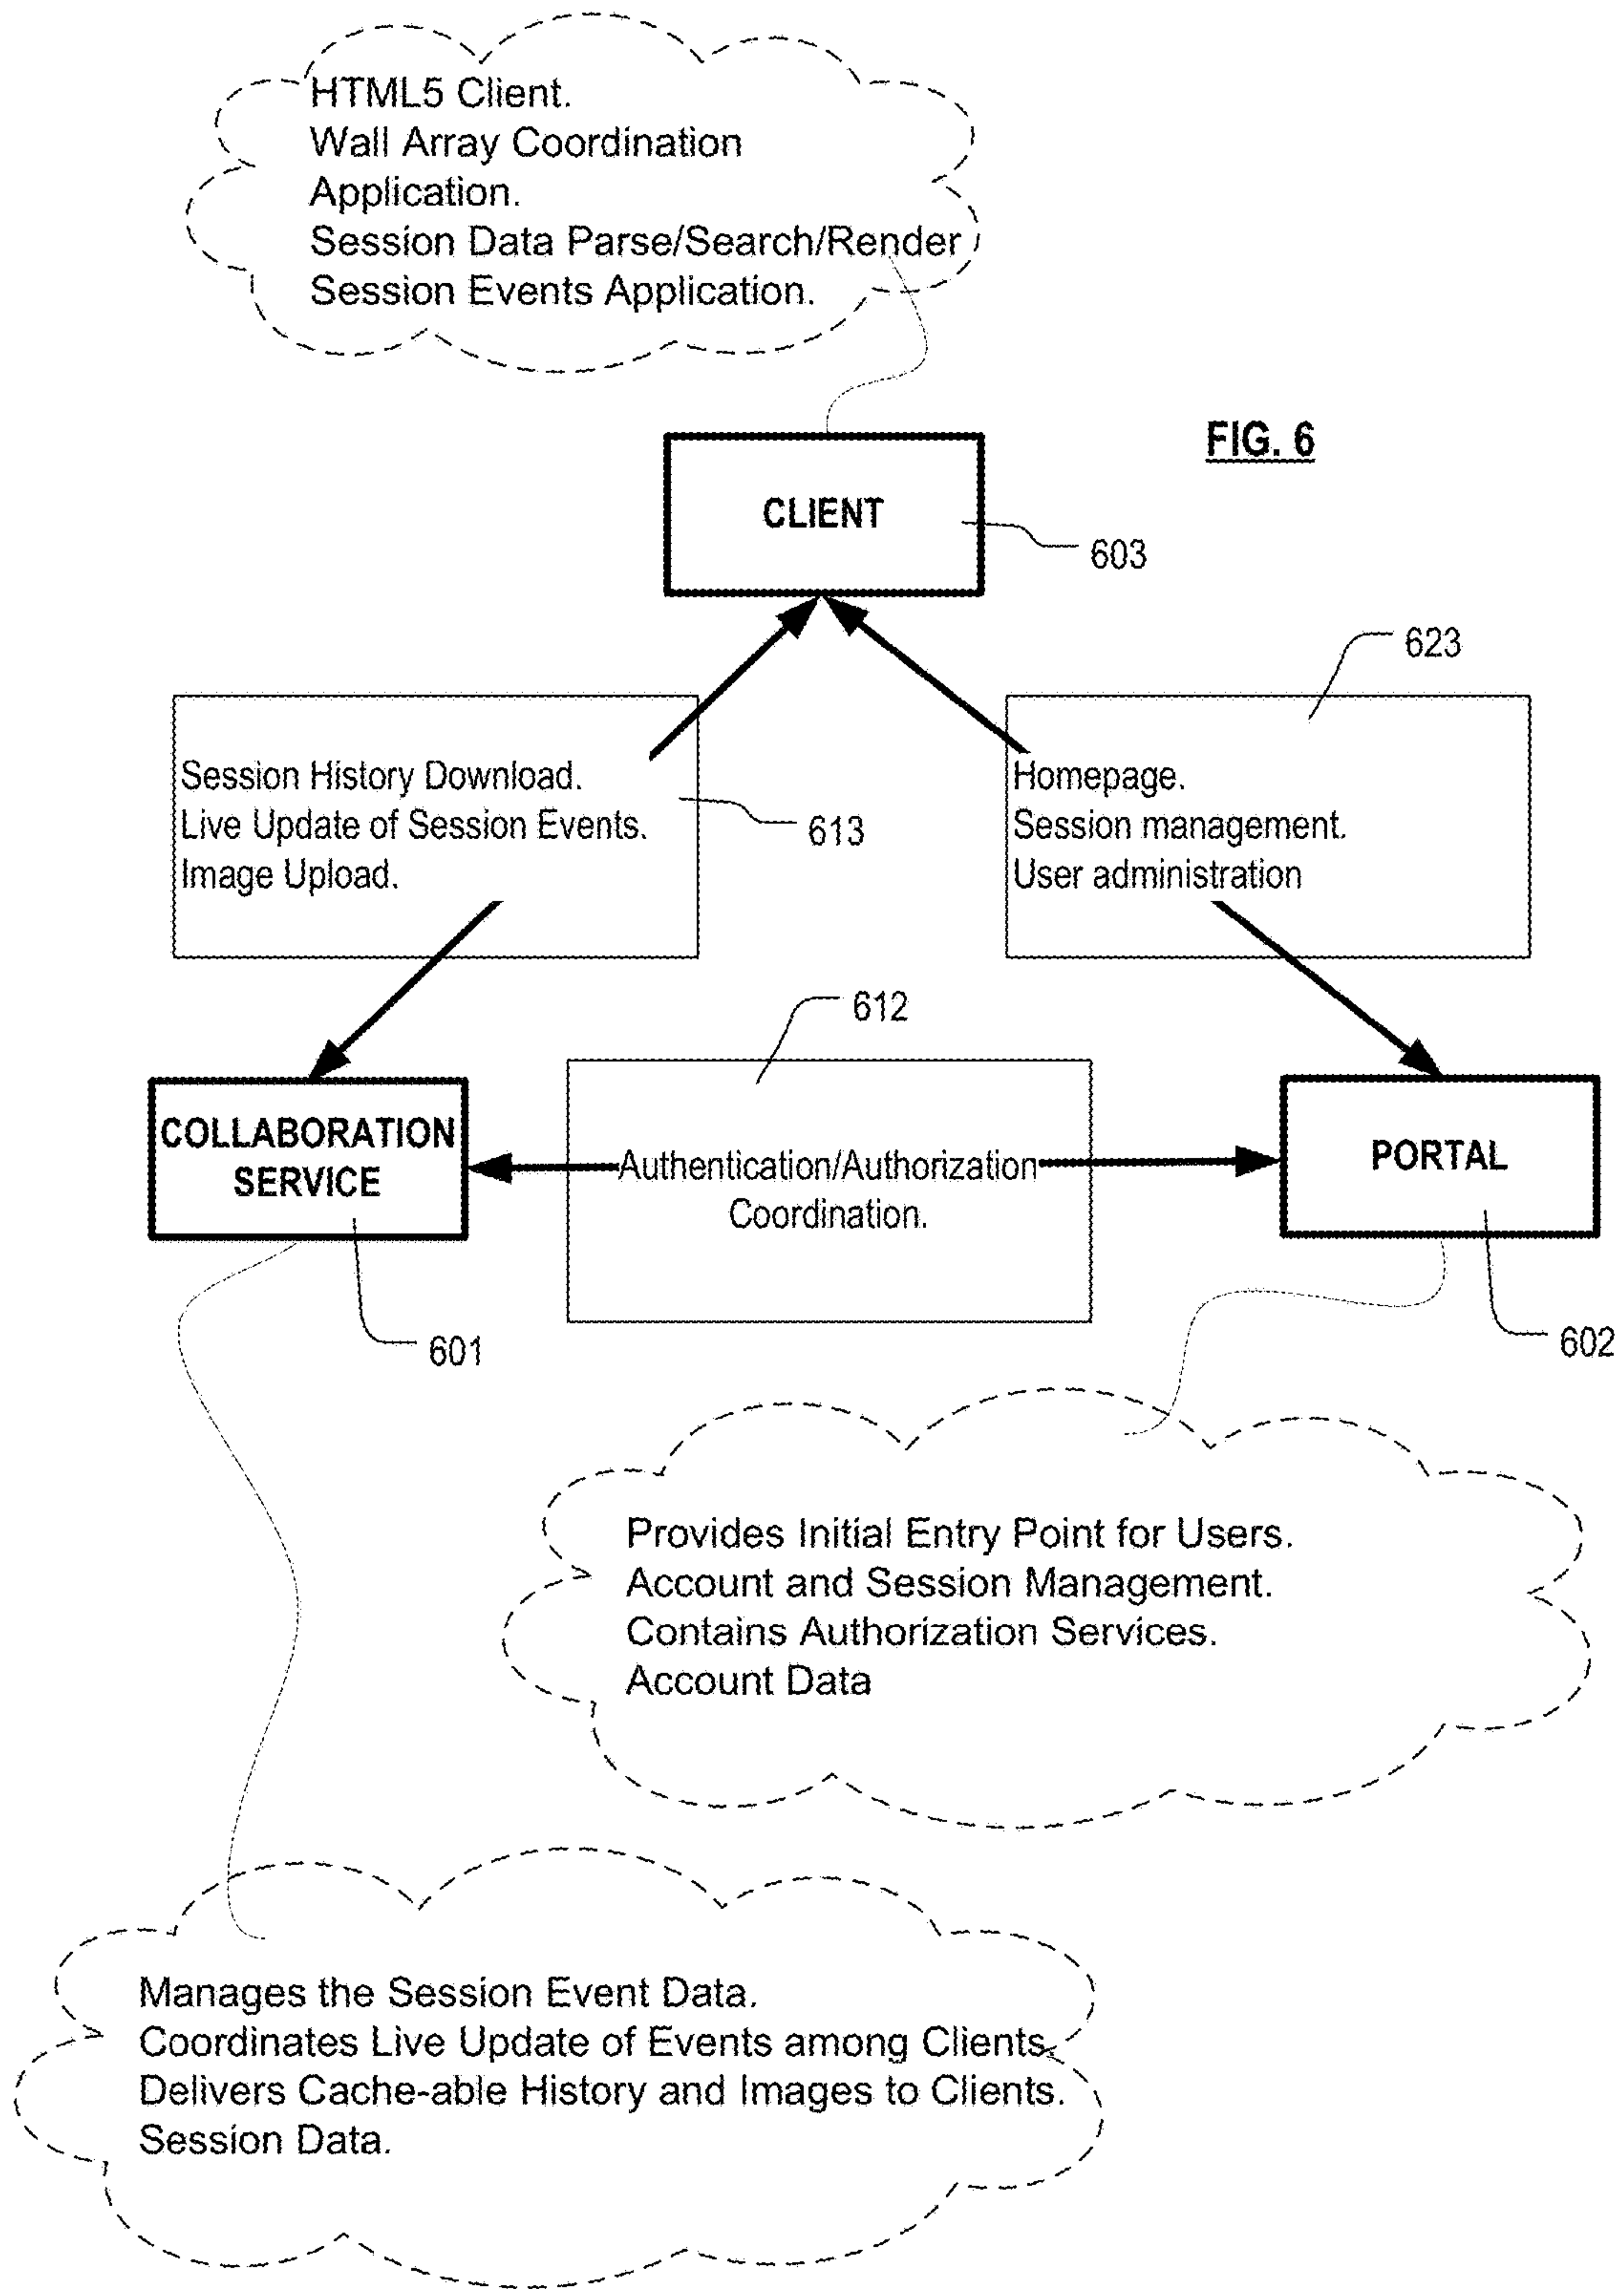 HTML5 Client.
Wall Array Coordination
Application.
Session Data Parse/Search/Render
Session Events Application.
FIG. 6
CLIENT
603
623
Session History Download.
Live Update of Session Events.
Image Upload.
613
Homepage.
Session management.
User administration
612
COLLABORATION
SERVICE
601
Authentication/Authorization
Coordination.
PORTAL
602
Provides Initial Entry Point for Users.
Account and Session Management.
Contains Authorization Services.
Account Data
Manages the Session Event Data.
Coordinates Live Update of Events among Clients.
Delivers Cache-able History and Images to Clients.
Session Data.